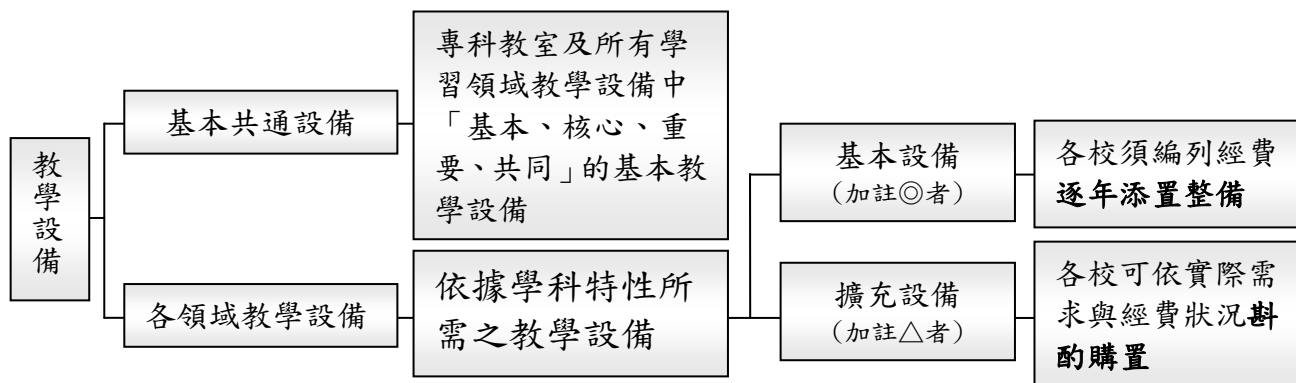 教
學
設
備
基本共通設備
專科教室及所有學
習領域教學設備中
「基本、核心、重
要、共同」的基本教
學設備
各領域教學設備
依據學科特性所
需之教學設備
基本設備
(加註◎者)
各校須編列經費
逐年添置整備
擴充設備
(加註△者)
各校可依實際需
求與經費狀況斟
酌購置